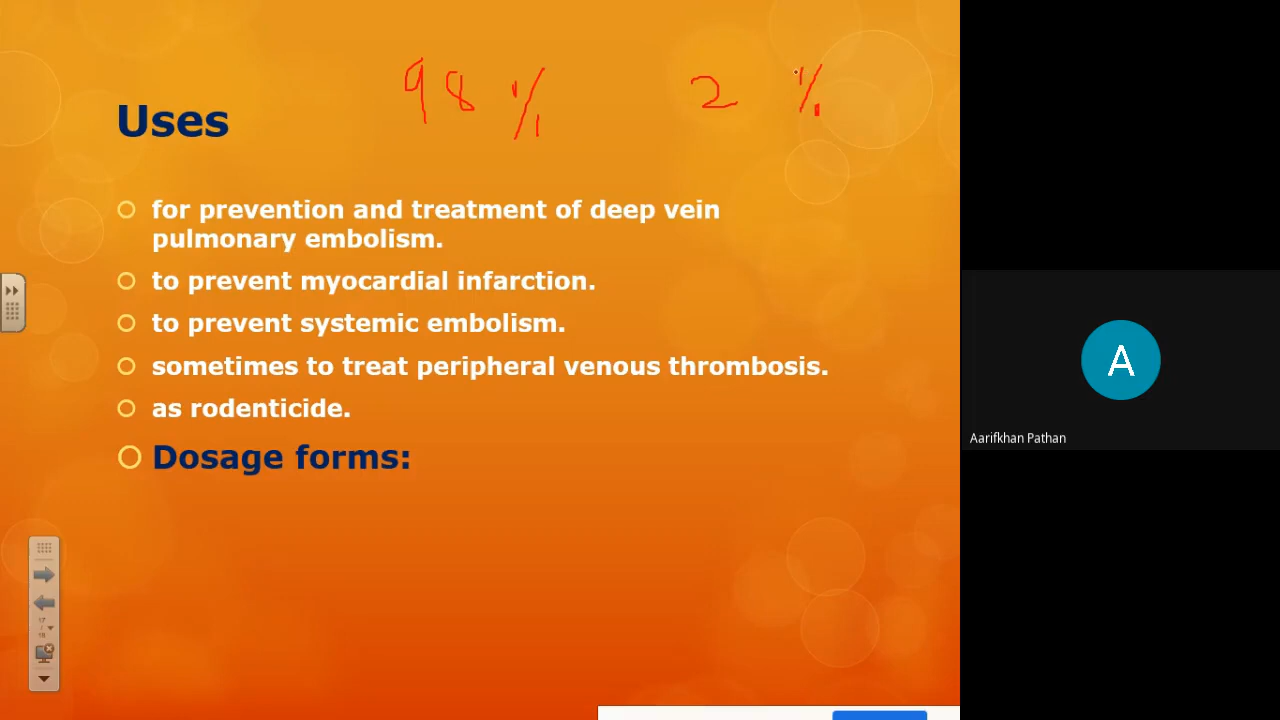 98 % 2 %
Uses
for prevention and treatment of deep vein
pulmonary embolism.
to prevent myocardial infarction.
to prevent systemic embolism.
sometimes to treat peripheral venous thrombosis.
as rodenticide.
Dosage forms:
A
Aarifkhan Pathan